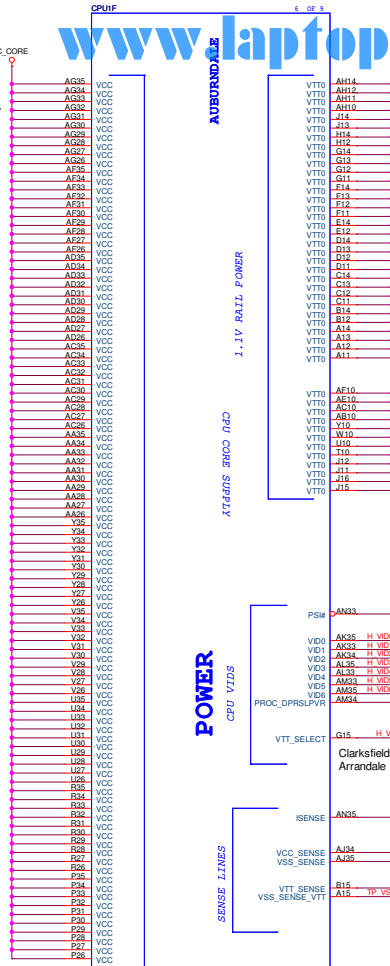 CPU1F
6 OF 9
www.laptop
C_CORE
AUBURNDALE
AG35 VCC
AG34 VCC
AG33 VCC
AG32 VCC
AG31 VCC
AG30 VCC
AG29 VCC
AG28 VCC
AG27 VCC
AG26 VCC
AF35 VCC
AF34 VCC
AF33 VCC
AF32 VCC
AF31 VCC
AF30 VCC
AF29 VCC
AF28 VCC
AF27 VCC
AF26 VCC
AD35 VCC
AD34 VCC
AD33 VCC
AD32 VCC
AD31 VCC
AD30 VCC
AD29 VCC
AD28 VCC
AD27 VCC
AD26 VCC
AC35 VCC
AC34 VCC
AC33 VCC
AC32 VCC
AC31 VCC
AC30 VCC
AC29 VCC
AC28 VCC
AC27 VCC
AC26 VCC
AA35 VCC
AA34 VCC
AA33 VCC
AA32 VCC
AA31 VCC
AA30 VCC
AA29 VCC
AA28 VCC
AA27 VCC
AA26 VCC
Y35 VCC
Y34 VCC
Y33 VCC
Y32 VCC
Y31 VCC
Y30 VCC
Y29 VCC
Y28 VCC
Y27 VCC
Y26 VCC
V35 VCC
V34 VCC
V33 VCC
V32 VCC
V31 VCC
V30 VCC
V29 VCC
V28 VCC
V27 VCC
V26 VCC
U35 VCC
U34 VCC
U33 VCC
U32 VCC
U31 VCC
U30 VCC
U29 VCC
U28 VCC
U27 VCC
U26 VCC
R35 VCC
R34 VCC
R33 VCC
R32 VCC
R31 VCC
R30 VCC
R29 VCC
R28 VCC
R27 VCC
R26 VCC
P35 VCC
P34 VCC
P33 VCC
P32 VCC
P31 VCC
P30 VCC
P29 VCC
P28 VCC
P27 VCC
P26 VCC
1.1V RAIL POWER
CPU CORE SUPPLY
POWER
CPU VIDS
SENSE LINES
VTT0 AH14
VTT0 AH12
VTT0 AH11
VTT0 AH10
VTT0 J14
VTT0 J13
VTT0 H14
VTT0 H12
VTT0 G14
VTT0 G13
VTT0 G12
VTT0 G11
VTT0 F14
VTT0 F13
VTT0 F12
VTT0 F11
VTT0 E14
VTT0 E12
VTT0 D14
VTT0 D13
VTT0 D12
VTT0 D11
VTT0 C14
VTT0 C13
VTT0 C12
VTT0 C11
VTT0 B14
VTT0 B12
VTT0 A14
VTT0 A13
VTT0 A12
VTT0 A11
VTT0 AF10
VTT0 AE10
VTT0 AC10
VTT0 AB10
VTT0 Y10
VTT0 W10
VTT0 U10
VTT0 T10
VTT0 J12
VTT0 J11
VTT0 J16
VTT0 J15
PSI# AN33
VID0 AK35 H_VID
VID1 AK33 H_VID
VID2 AK34 H_VID
VID3 AL35 H_VID
VID4 AL33 H_VID
VID5 AM33 H_VID
VID6 AM35 H_VID
PROC_DPRSLPVR AM34
VTT_SELECT G15 H_V
Clarksfield
Arrandale
ISENSE AN35
VCC_SENSE AJ34
VSS_SENSE AJ35
VTT_SENSE B15
VSS_SENSE_VTT A15 TP_VS